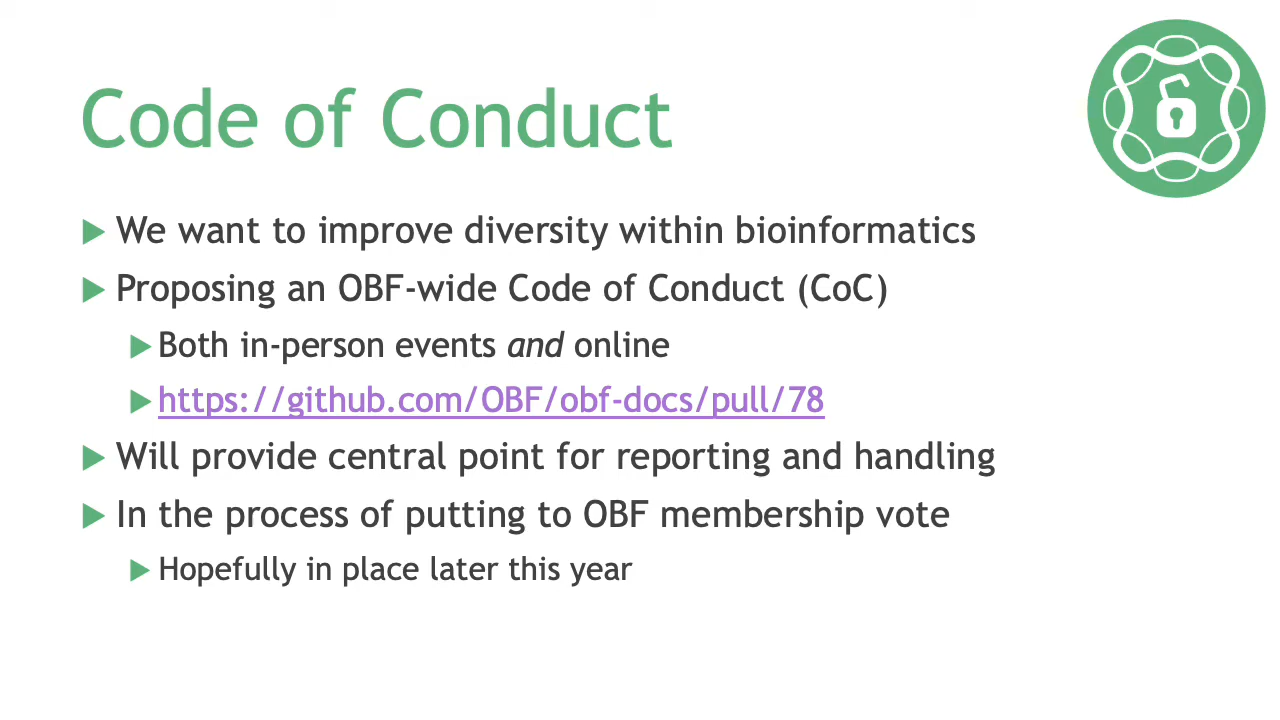 Code of Conduct
We want to improve diversity within bioinformatics
Proposing an OBF-wide Code of Conduct (CoC)
Both in-person events and online
https://github.com/OBF/obf-docs/pull/78
Will provide central point for reporting and handling
In the process of putting to OBF membership vote
Hopefully in place later this year